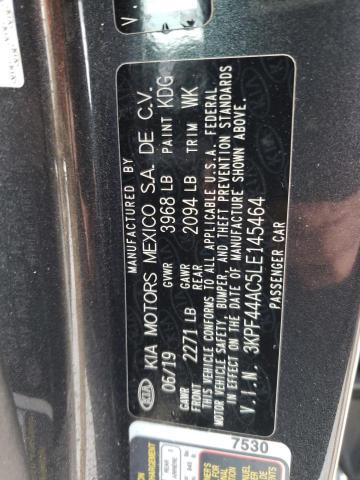 MANUFACTURED BY
KIA KIA MOTORS MEXICO S.A. DE C.V.
06/19 GVWR 3968 LB PAINT KDG
GAWR FRONT 2271 LB GAWR REAR 2094 LB TRIM WK
THIS VEHICLE CONFORMS TO ALL APPLICABLE U.S.A. FEDERAL
MOTOR VEHICLE SAFETY, BUMPER, AND THEFT PREVENTION STANDARDS
IN EFFECT ON THE DATE OF MANUFACTURE SHOWN ABOVE.
V.I.N. 3KPF44AC5LE145464
PASSENGER CAR
7530
V